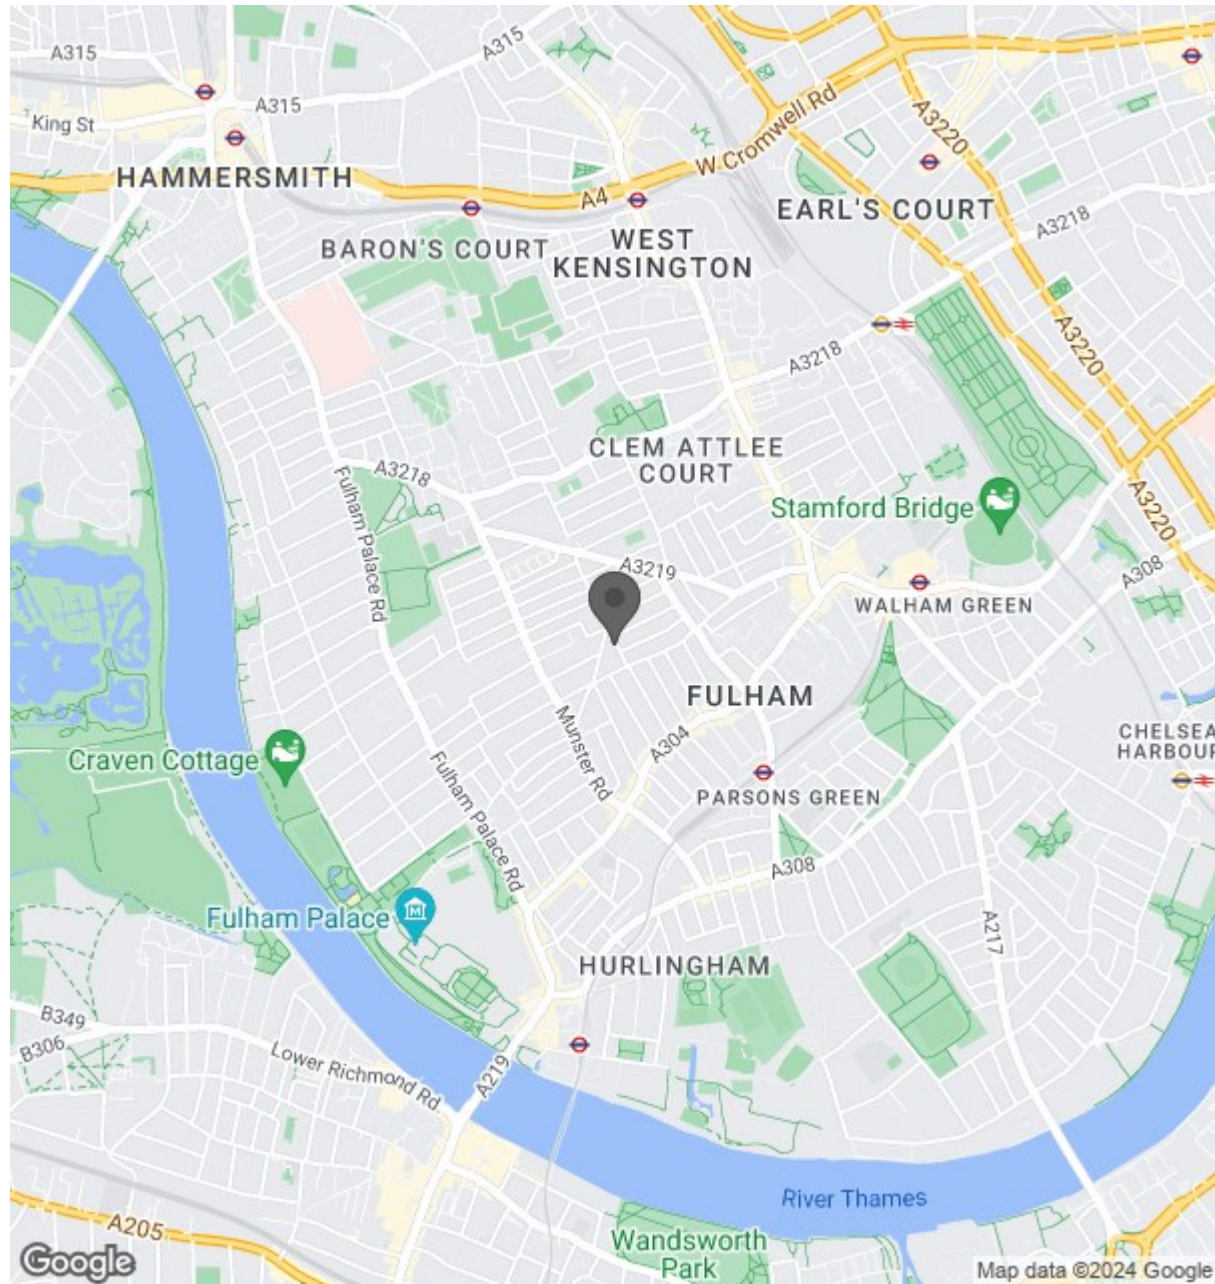 A315
A315
A315
King St
HAMMERSMITH
W Cromwell Rd
A4
A3220
EARL'S COURT
A3218
BARON'S COURT
WEST
KENSINGTON
A3220
A3218
CLEM ATTLEE
COURT
A3218
Fulham Palace Rd
Stamford Bridge
A3220
A3219
A308
WALHAM GREEN
FULHAM
Munster Rd
A304
Craven Cottage
Fulham Palace Rd
CHELSEA
HARBOUR
PARSONS GREEN
A308
Fulham Palace
A217
HURLINGHAM
B349
B306
Lower Richmond Rd
A219
River Thames
A205
Wandsworth
Park
Google
Map data ©2024 Google